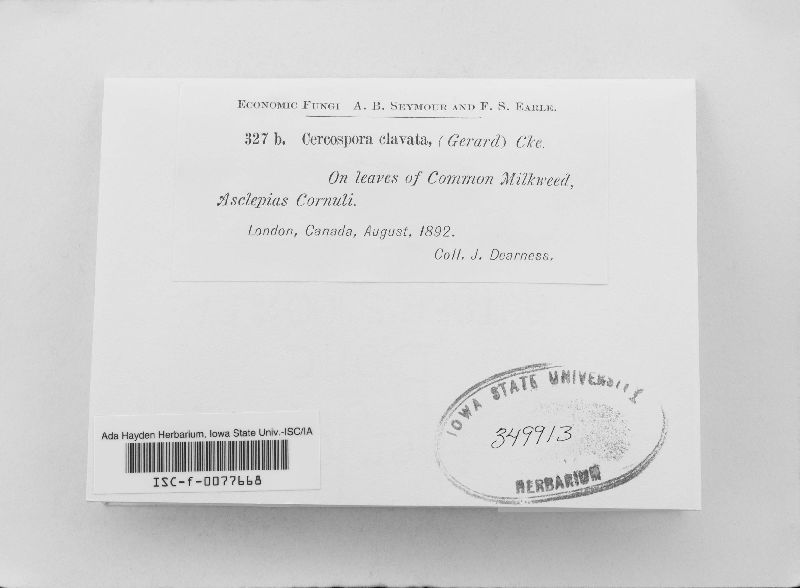 Economic Fungi A. B. Seymour and F. S. Earle.
327 b. Cercospora clavata, (Gerard) Cke.
On leaves of Common Milkweed,
Asclepias Cornuli.
London, Canada, August, 1892.
Coll. J. Dearness.
IOWA STATE UNIVERSITY
349913
HERBARIUM
Ada Hayden Herbarium, Iowa State Univ.-ISC/IA
ISC-f-0077668